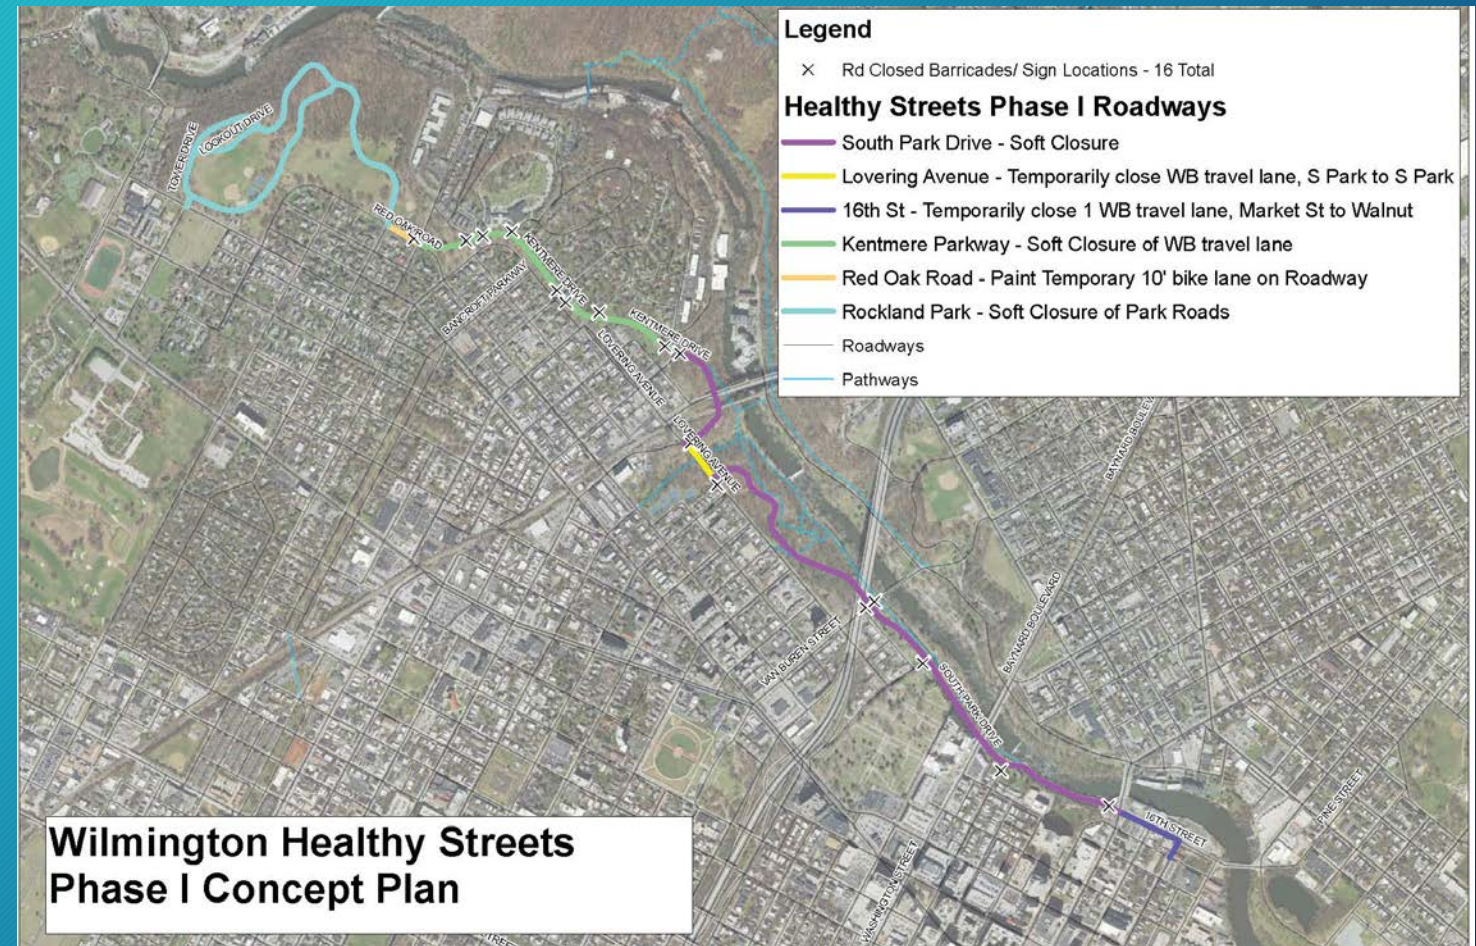 Legend
Rd Closed Barricades/ Sign Locations - 16 Total
Healthy Streets Phase I Roadways
South Park Drive - Soft Closure
Lovering Avenue - Temporarily close WB travel lane, S Park to S Park
16th St - Temporarily close 1 WB travel lane, Market St to Walnut
Kentmere Parkway - Soft Closure of WB travel lane
Red Oak Road - Paint Temporary 10' bike lane on Roadway
Rockland Park - Soft Closure of Park Roads
Roadways
Pathways
LOOKOUT DRIVE
TOWER DRIVE
RED OAK ROAD
KENTMERE DRIVE
BANCROFT PARKWAY
KENTMERE DRIVE
LOVERING AVENUE
LOVERING AVENUE
BAYNARD BOULEVA
BAYNARD BOULEVARD
VAN BUREN STREET
SOUTH PARK DRIVE
16TH STREET
PINE STREET
WASHINGTON STREET
Wilmington Healthy Streets
Phase I Concept Plan